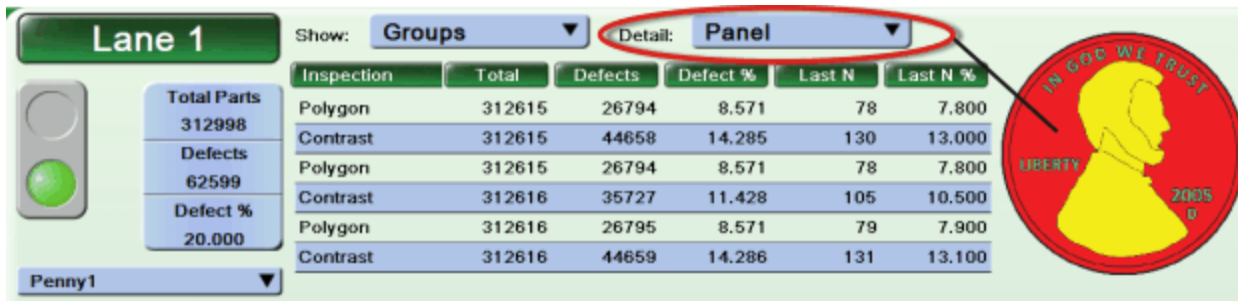 Lane 1
Show: Groups Detail: Panel
Total Parts
312998
Defects
62599
Defect %
20.000
Penny1
Inspection Total Defects Defect % Last N Last N %
Polygon 312615 26794 8.571 78 7.800
Contrast 312615 44658 14.285 130 13.000
Polygon 312615 26794 8.571 78 7.800
Contrast 312616 35727 11.428 105 10.500
Polygon 312616 26795 8.571 79 7.900
Contrast 312616 44659 14.286 131 13.100
IN GOD WE TRUST
LIBERTY
2005
D